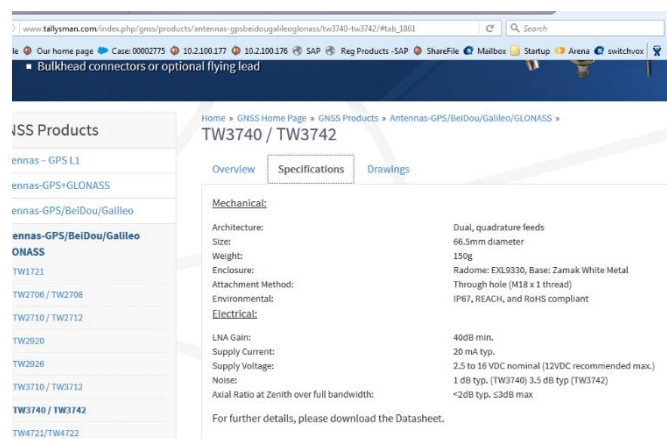 www.tallysman.com/index.php/gnss/products/antennas-gpsbeidougalileoglonass/tw3740-tw3742/#tab_1861
Search
le Our home page Case: 00002775 10.2.100.177 10.2.100.176 SAP Reg Products -SAP ShareFile Mailbox Startup Arena switchvox
Bulkhead connectors or optional flying lead
NSS Products
ennas – GPS L1
ennas-GPS+GLONASS
ennas-GPS/BeiDou/Galileo
ennas-GPS/BeiDou/Galileo
ONASS
TW1721
TW2706 / TW2708
TW2710 / TW2712
TW2920
TW2926
TW3710 / TW3712
TW3740 / TW3742
TW4721/TW4722
Home » GNSS Home Page » GNSS Products » Antennas-GPS/BeiDou/Galileo/GLONASS »
TW3740 / TW3742
Overview Specifications Drawings
Mechanical:
Architecture: Dual, quadrature feeds
Size: 66.5mm diameter
Weight: 150g
Enclosure: Radome: EXL9330, Base: Zamak White Metal
Attachment Method: Through hole (M18 x 1 thread)
Environmental: IP67, REACH, and RoHS compliant
Electrical:
LNA Gain: 40dB min.
Supply Current: 20 mA typ.
Supply Voltage: 2.5 to 16 VDC nominal (12VDC recommended max.)
Noise: 1 dB typ. (TW3740) 3.5 dB typ (TW3742)
Axial Ratio at Zenith over full bandwidth: <2dB typ. ≤3dB max
For further details, please download the Datasheet.